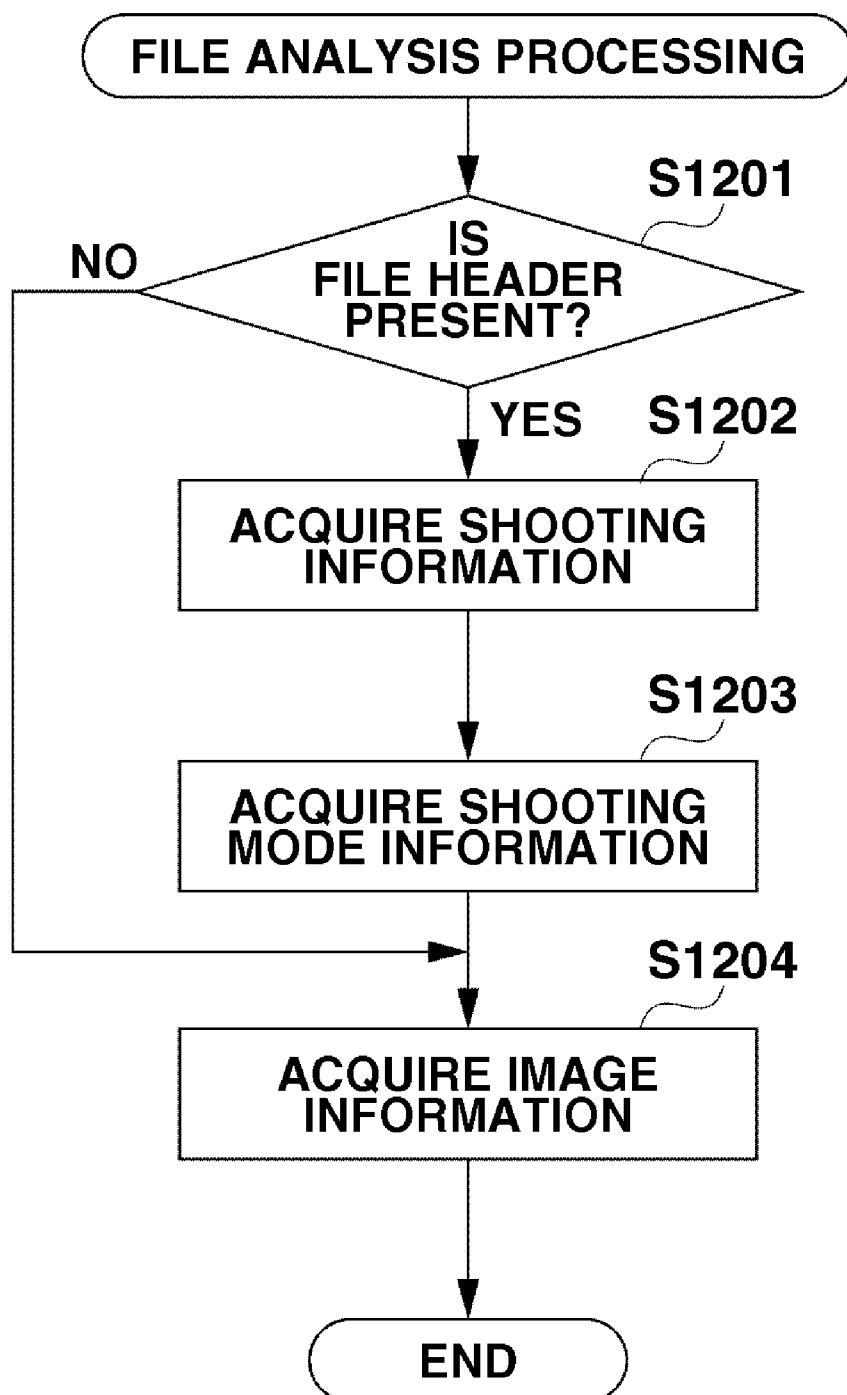 FILE ANALYSIS PROCESSING
S1201
IS
FILE HEADER
PRESENT?
NO
YES
S1202
ACQUIRE SHOOTING
INFORMATION
S1203
ACQUIRE SHOOTING
MODE INFORMATION
S1204
ACQUIRE IMAGE
INFORMATION
END